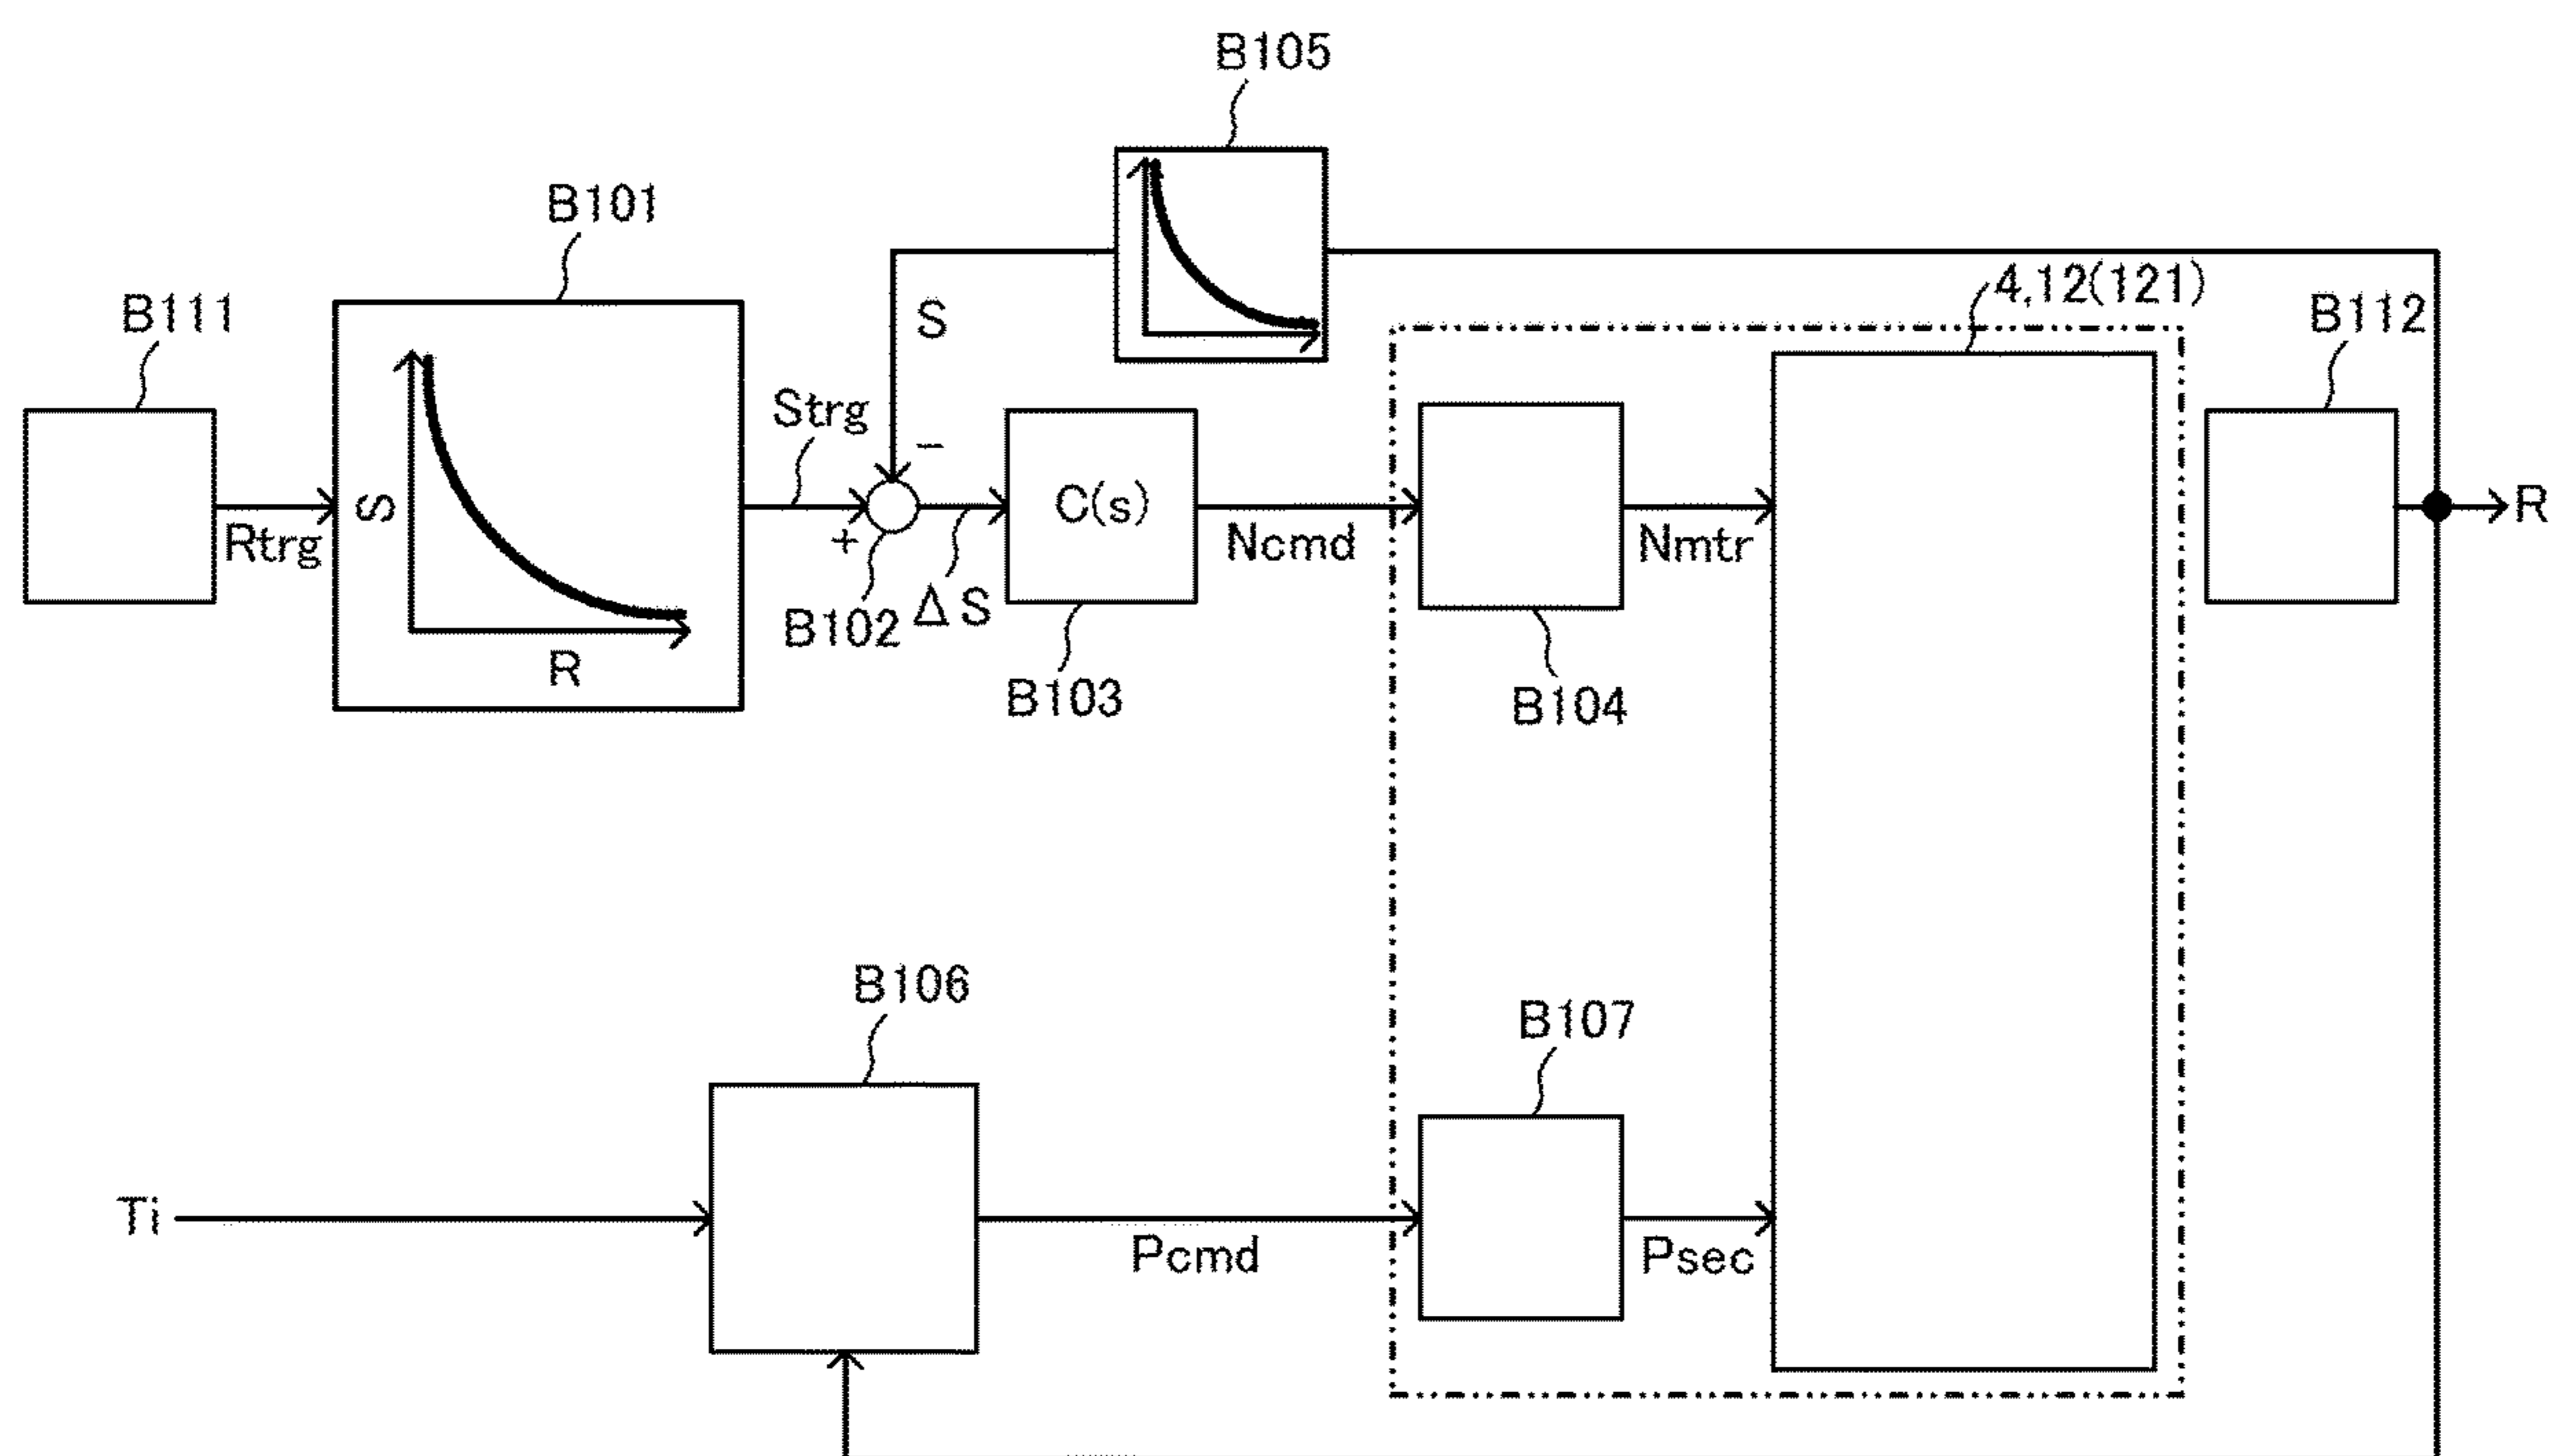 B105
B101
4,12(121)
B111
B112
S
Strg
−
S
C(s)
R
Rtrg
+
Ncmd
Nmtr
B102
ΔS
R
B103
B104
B106
B107
Ti
Pcmd
Psec